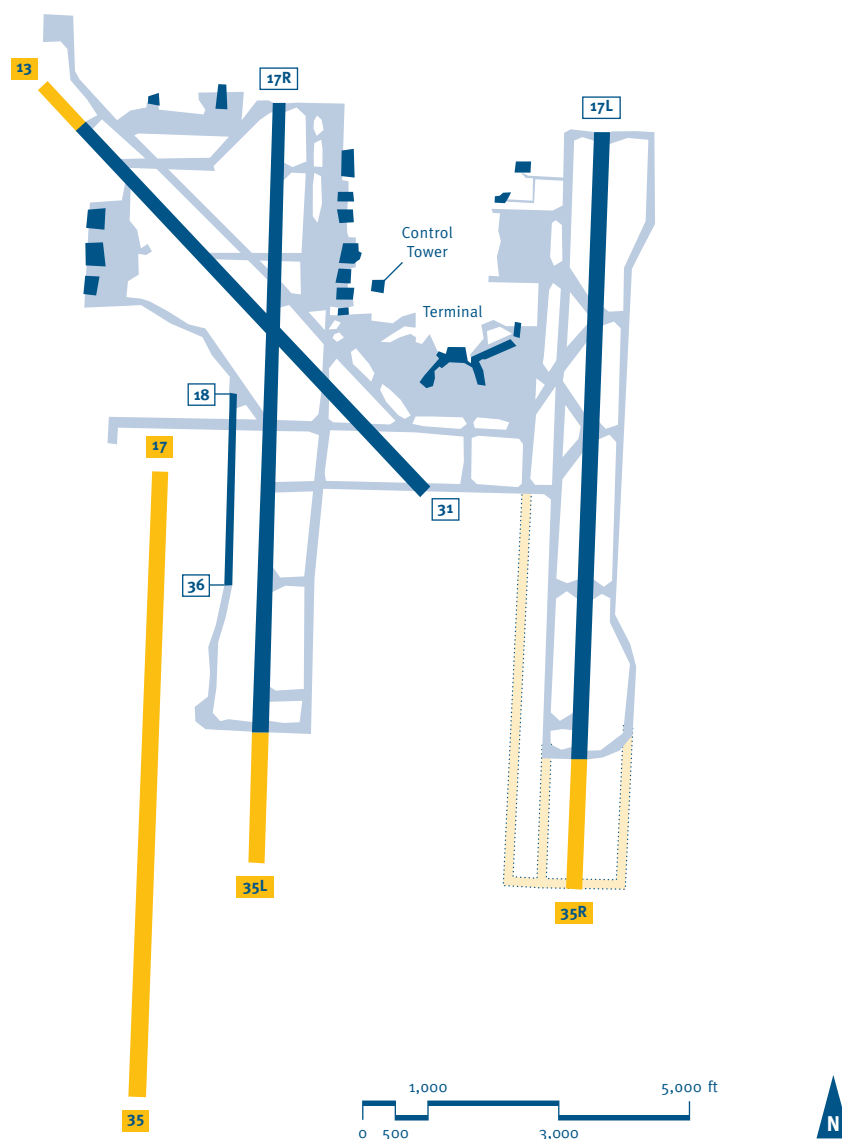 13
17R
17L
Control
Tower
Terminal
18
17
31
36
35L
35R
1,000
5,000 ft
0
500
3,000
35
N